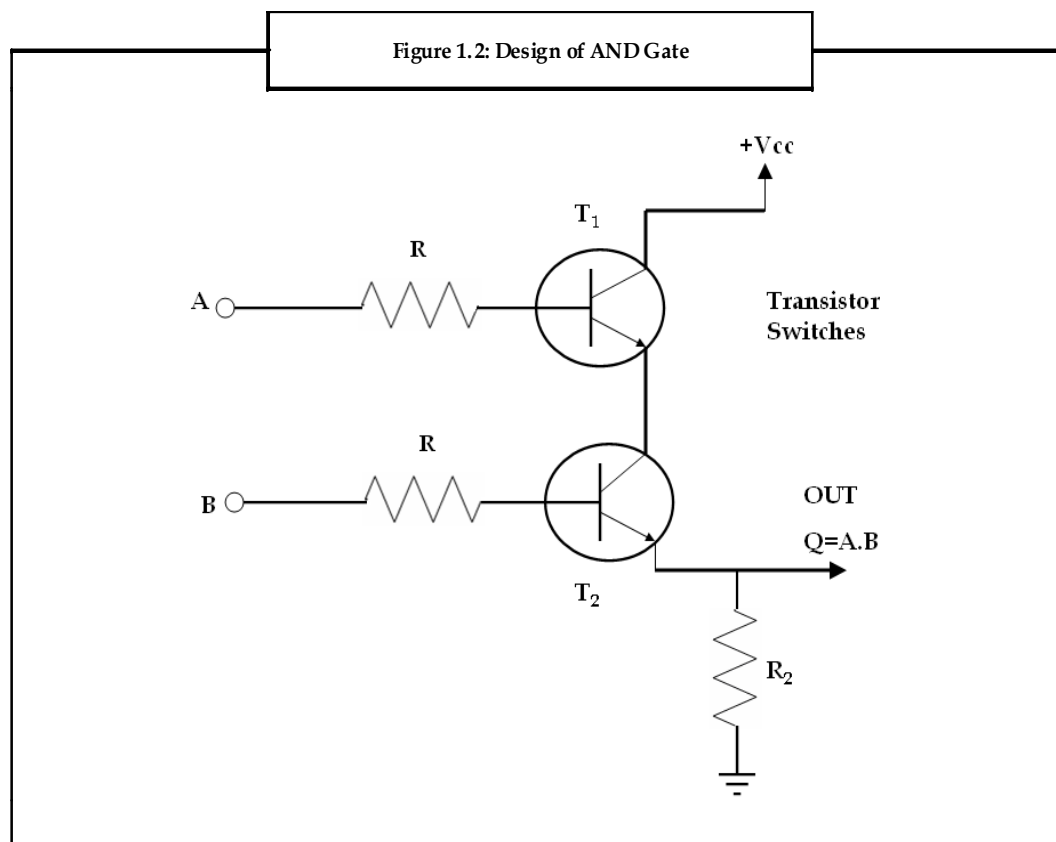 Figure 1.2: Design of AND Gate
+Vcc
T1
R
A
Transistor
Switches
R
B
OUT
Q=A.B
T2
R2